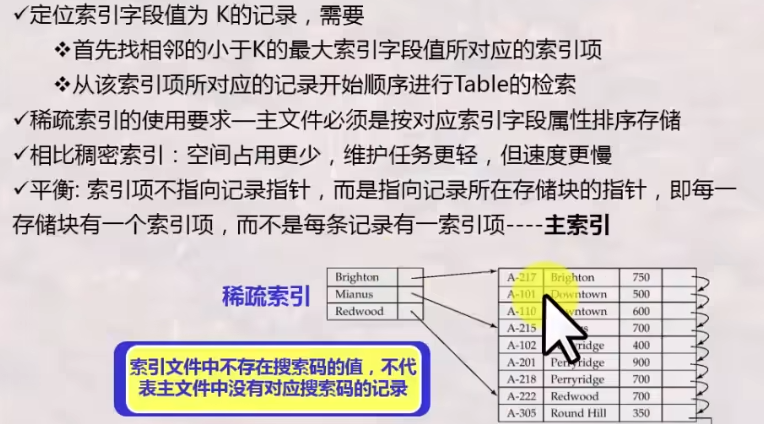 ✓定位索引字段值为 K的记录，需要
❖首先找相邻的小于K的最大索引字段值所对应的索引项
❖从该索引项所对应的记录开始顺序进行Table的检索
✓稀疏索引的使用要求—主文件必须是按对应索引字段属性排序存储
✓相比稠密索引：空间占用更少，维护任务更轻，但速度更慢
✓平衡: 索引项不指向记录指针，而是指向记录所在存储块的指针，即每一
存储块有一个索引项，而不是每条记录有一索引项----主索引
稀疏索引
Brighton
Mianus
Redwood
索引文件中不存在搜索码的值，不代
表主文件中没有对应搜索码的记录
A-217 Brighton 750
A-101 Downtown 500
A-110 Downtown 600
A-215 700
A-102 400
A-201 900
A-218 Perryridge 700
A-222 Redwood 700
A-305 Round Hill 350